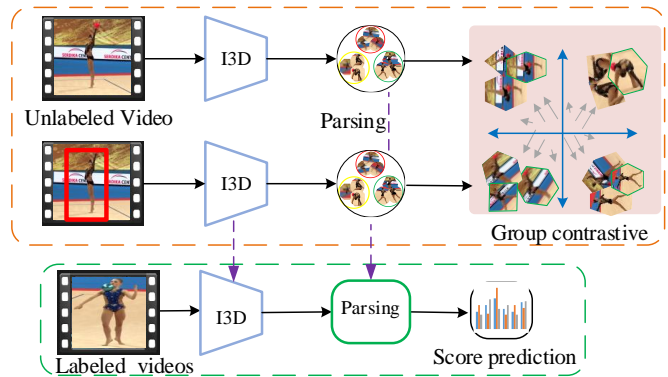 I3D
Unlabeled Video
Parsing
I3D
Group contrastive
I3D
Parsing
Labeled videos
Score prediction